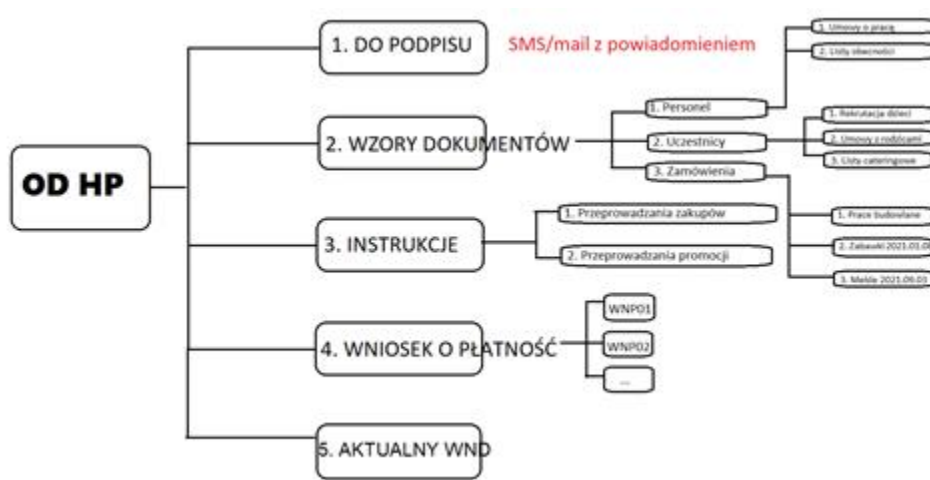 OD HP
1. DO PODPISU
SMS/mail z powiadomieniem
2. WZORY DOKUMENTÓW
1. Personel
1. Umowy o pracę
2. Listy obecności
2. Uczestnicy
1. Rekrutacja dzieci
2. Umowy z rodzicami
3. Listy cateringowe
3. Zamówienia
1. Prace budowlane
2. Zabawki 2021.01.0
3. Meble 2021.09.01
3. INSTRUKCJE
1. Przeprowadzania zakupów
2. Przeprowadzania promocji
4. WNIOSEK O PŁATNOŚĆ
WNP01
WNP02
...
5. AKTUALNY WND